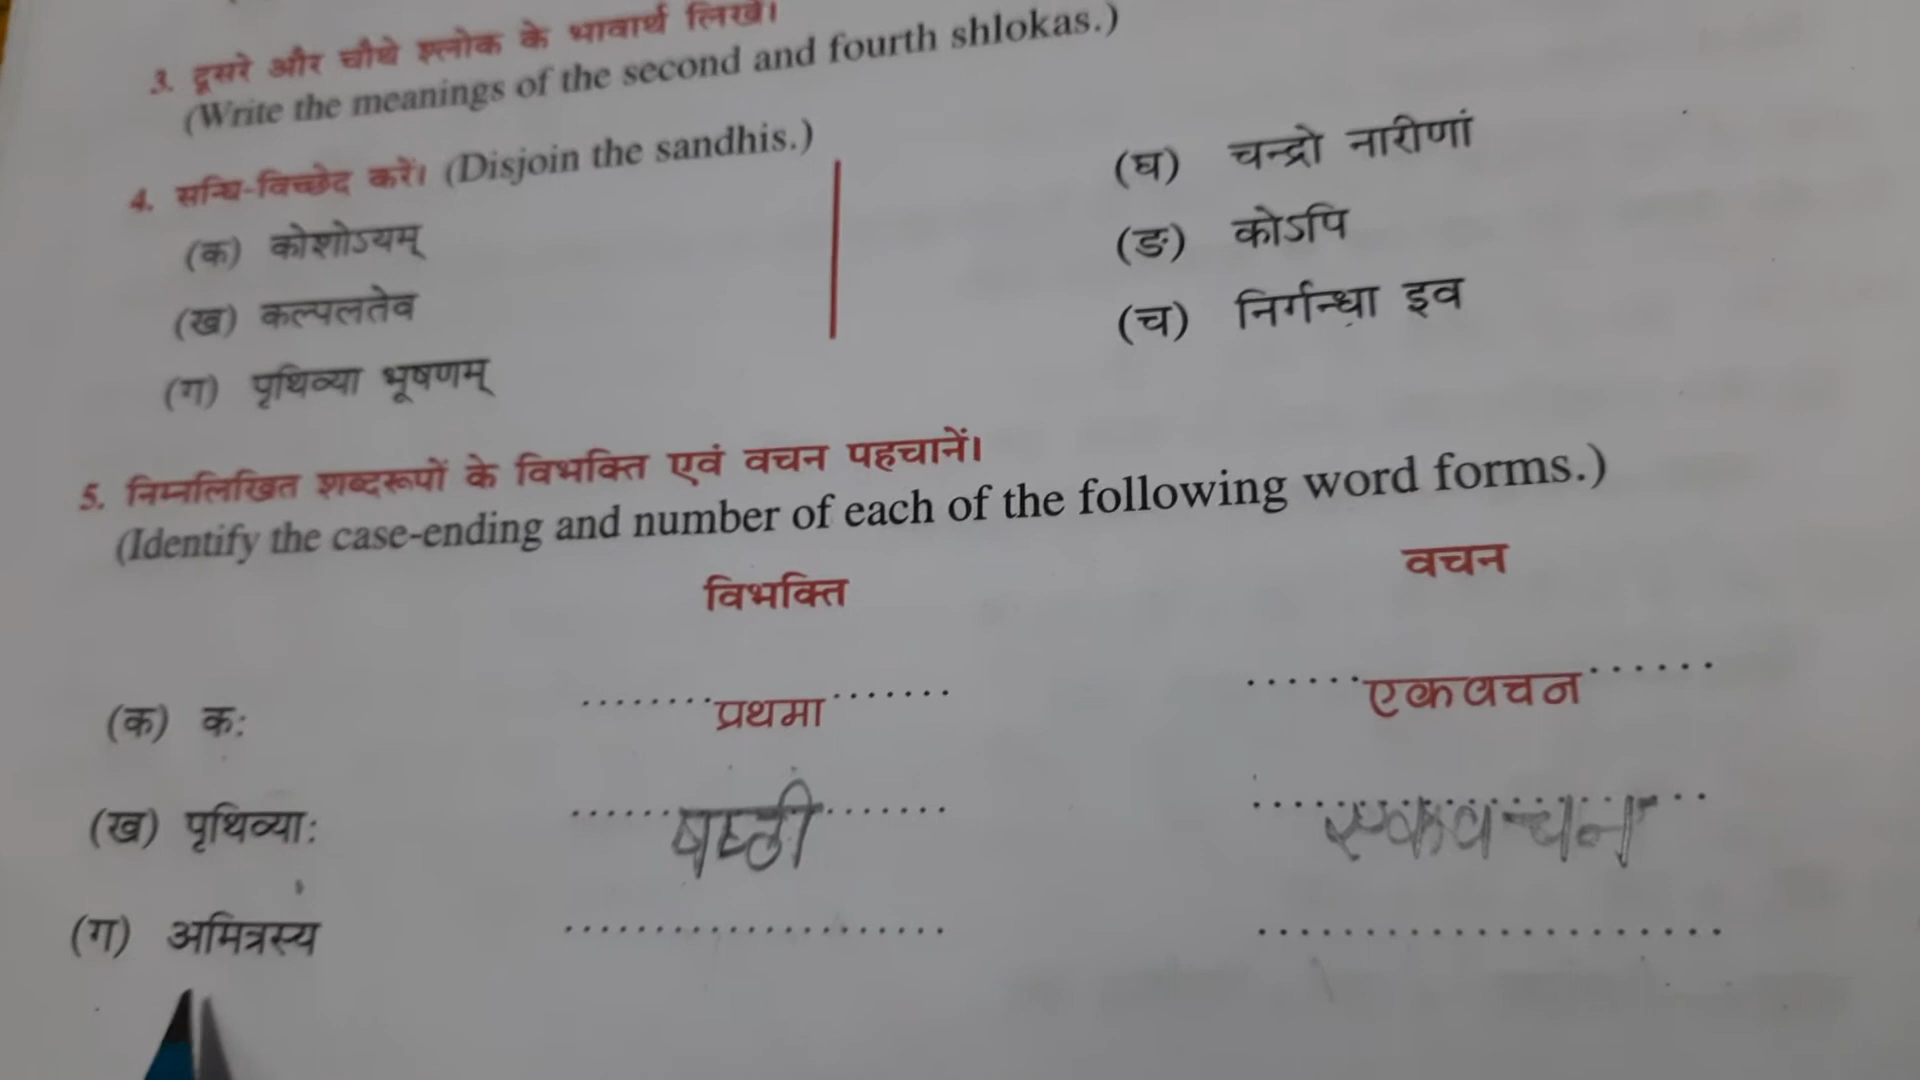 3. दूसरे और चौथे श्लोक के भावार्थ लिखें।
(Write the meanings of the second and fourth shlokas.)
4. सन्धि-विच्छेद करें। (Disjoin the sandhis.)
(क) कोशोऽयम्
(ख) कल्पलतेव
(ग) पृथिव्या भूषणम्
(घ) चन्द्रो नारीणां
(ङ) कोऽपि
(च) निर्गन्धा इव
5. निम्नलिखित शब्दरूपों के विभक्ति एवं वचन पहचानें।
(Identify the case-ending and number of each of the following word forms.)
विभक्ति वचन
(क) कः प्रथमा एकवचन
(ख) पृथिव्याः षष्ठी एकवचन
(ग) अमित्रस्य